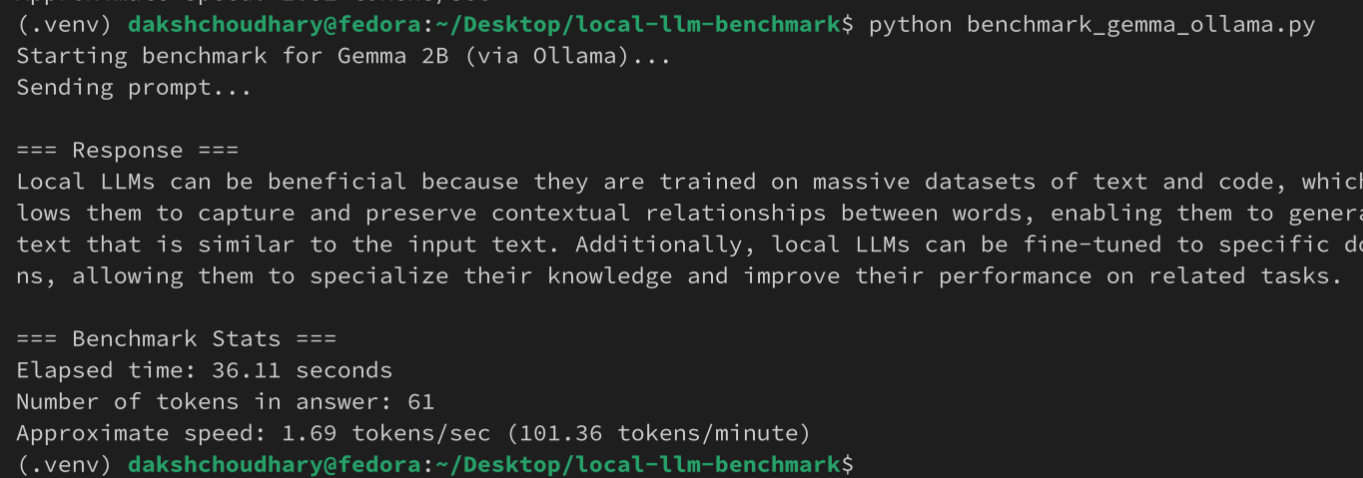 (.venv) dakshchoudhary@fedora:~/Desktop/local-llm-benchmark$ python benchmark_gemma_ollama.py
Starting benchmark for Gemma 2B (via Ollama)...
Sending prompt...
=== Response ===
Local LLMs can be beneficial because they are trained on massive datasets of text and code, which
lows them to capture and preserve contextual relationships between words, enabling them to genera
text that is similar to the input text. Additionally, local LLMs can be fine-tuned to specific do
ns, allowing them to specialize their knowledge and improve their performance on related tasks.
=== Benchmark Stats ===
Elapsed time: 36.11 seconds
Number of tokens in answer: 61
Approximate speed: 1.69 tokens/sec (101.36 tokens/minute)
(.venv) dakshchoudhary@fedora:~/Desktop/local-llm-benchmark$